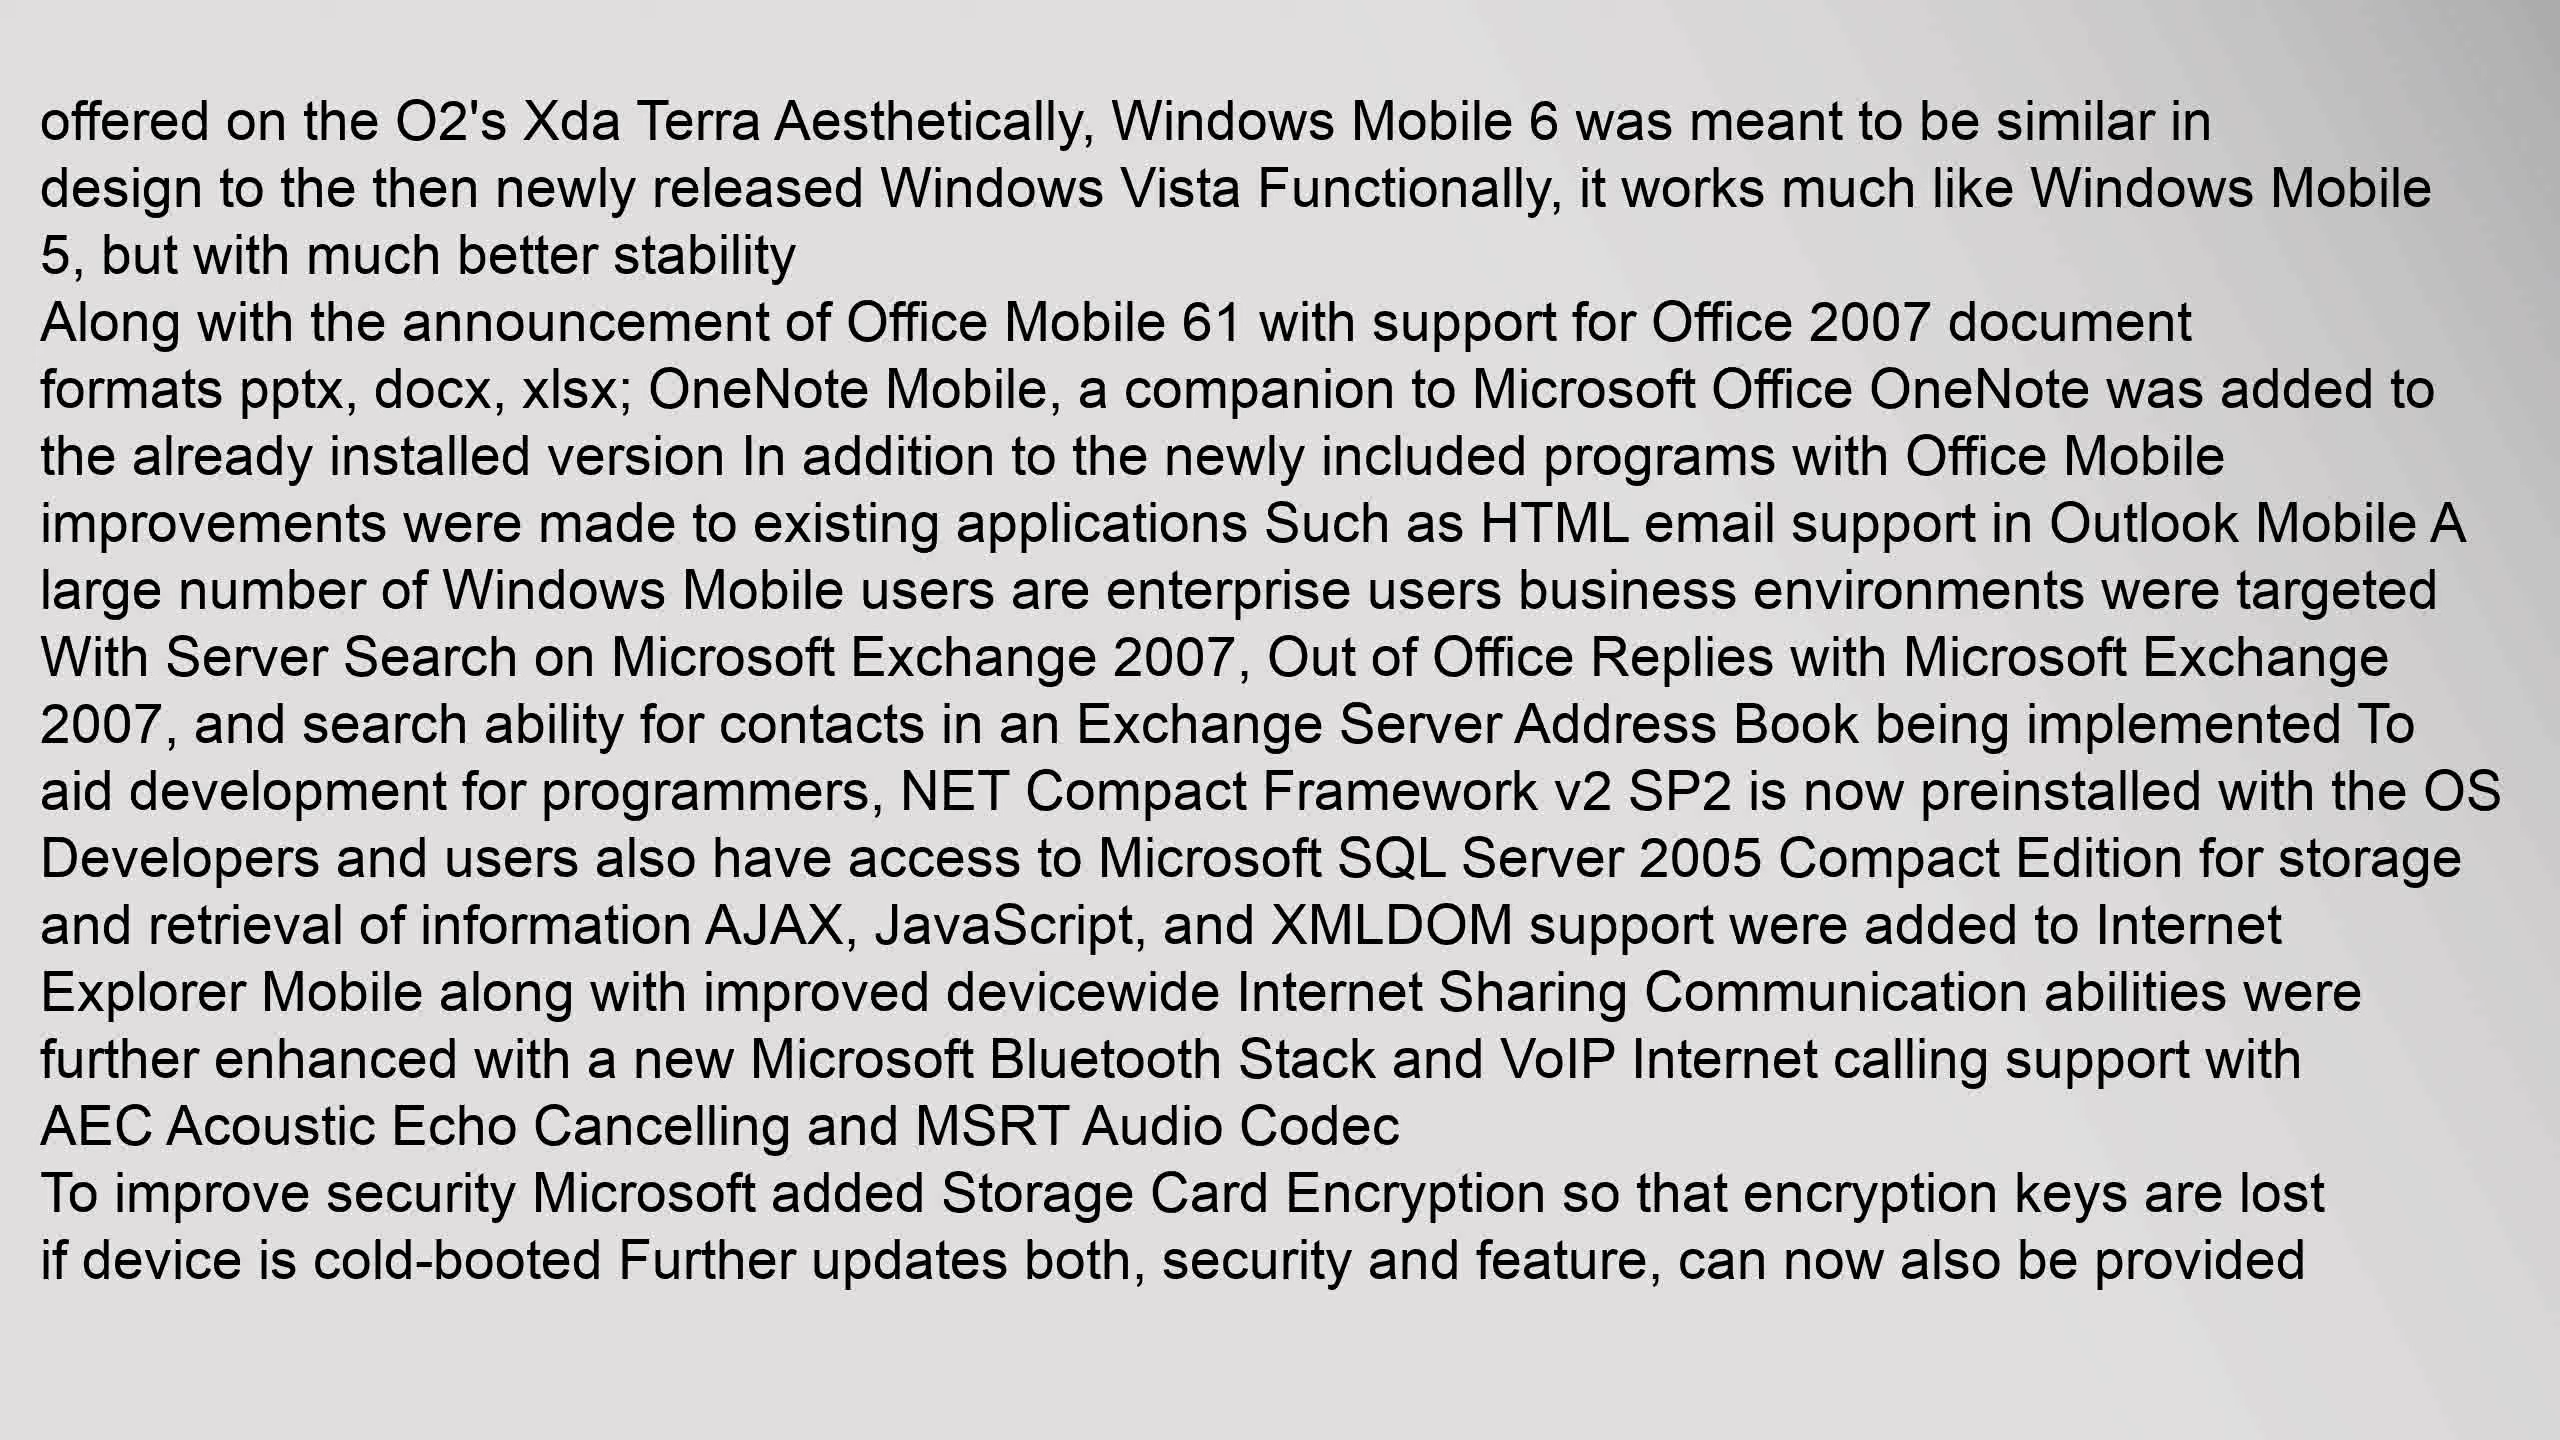 offered on the O2's Xda Terra Aesthetically, Windows Mobile 6 was meant to be similar in
design to the then newly released Windows Vista Functionally, it works much like Windows Mobile
5, but with much better stability
Along with the announcement of Office Mobile 61 with support for Office 2007 document
formats pptx, docx, xlsx; OneNote Mobile, a companion to Microsoft Office OneNote was added to
the already installed version In addition to the newly included programs with Office Mobile
improvements were made to existing applications Such as HTML email support in Outlook Mobile A
large number of Windows Mobile users are enterprise users business environments were targeted
With Server Search on Microsoft Exchange 2007, Out of Office Replies with Microsoft Exchange
2007, and search ability for contacts in an Exchange Server Address Book being implemented To
aid development for programmers, NET Compact Framework v2 SP2 is now preinstalled with the OS
Developers and users also have access to Microsoft SQL Server 2005 Compact Edition for storage
and retrieval of information AJAX, JavaScript, and XMLDOM support were added to Internet
Explorer Mobile along with improved devicewide Internet Sharing Communication abilities were
further enhanced with a new Microsoft Bluetooth Stack and VoIP Internet calling support with
AEC Acoustic Echo Cancelling and MSRT Audio Codec
To improve security Microsoft added Storage Card Encryption so that encryption keys are lost
if device is cold-booted Further updates both, security and feature, can now also be provided